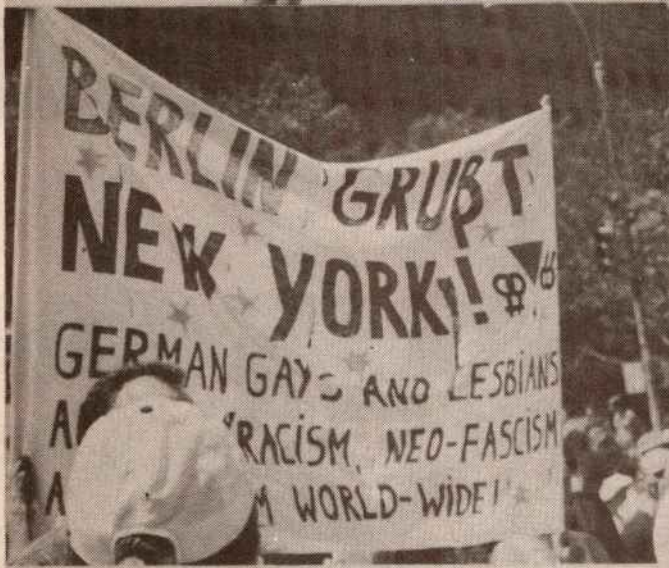 BERLIN GRUßT
NEW YORK!
GERMAN GAYS AND LESBIANS
RACISM, NEO-FASCISM
WORLD-WIDE!